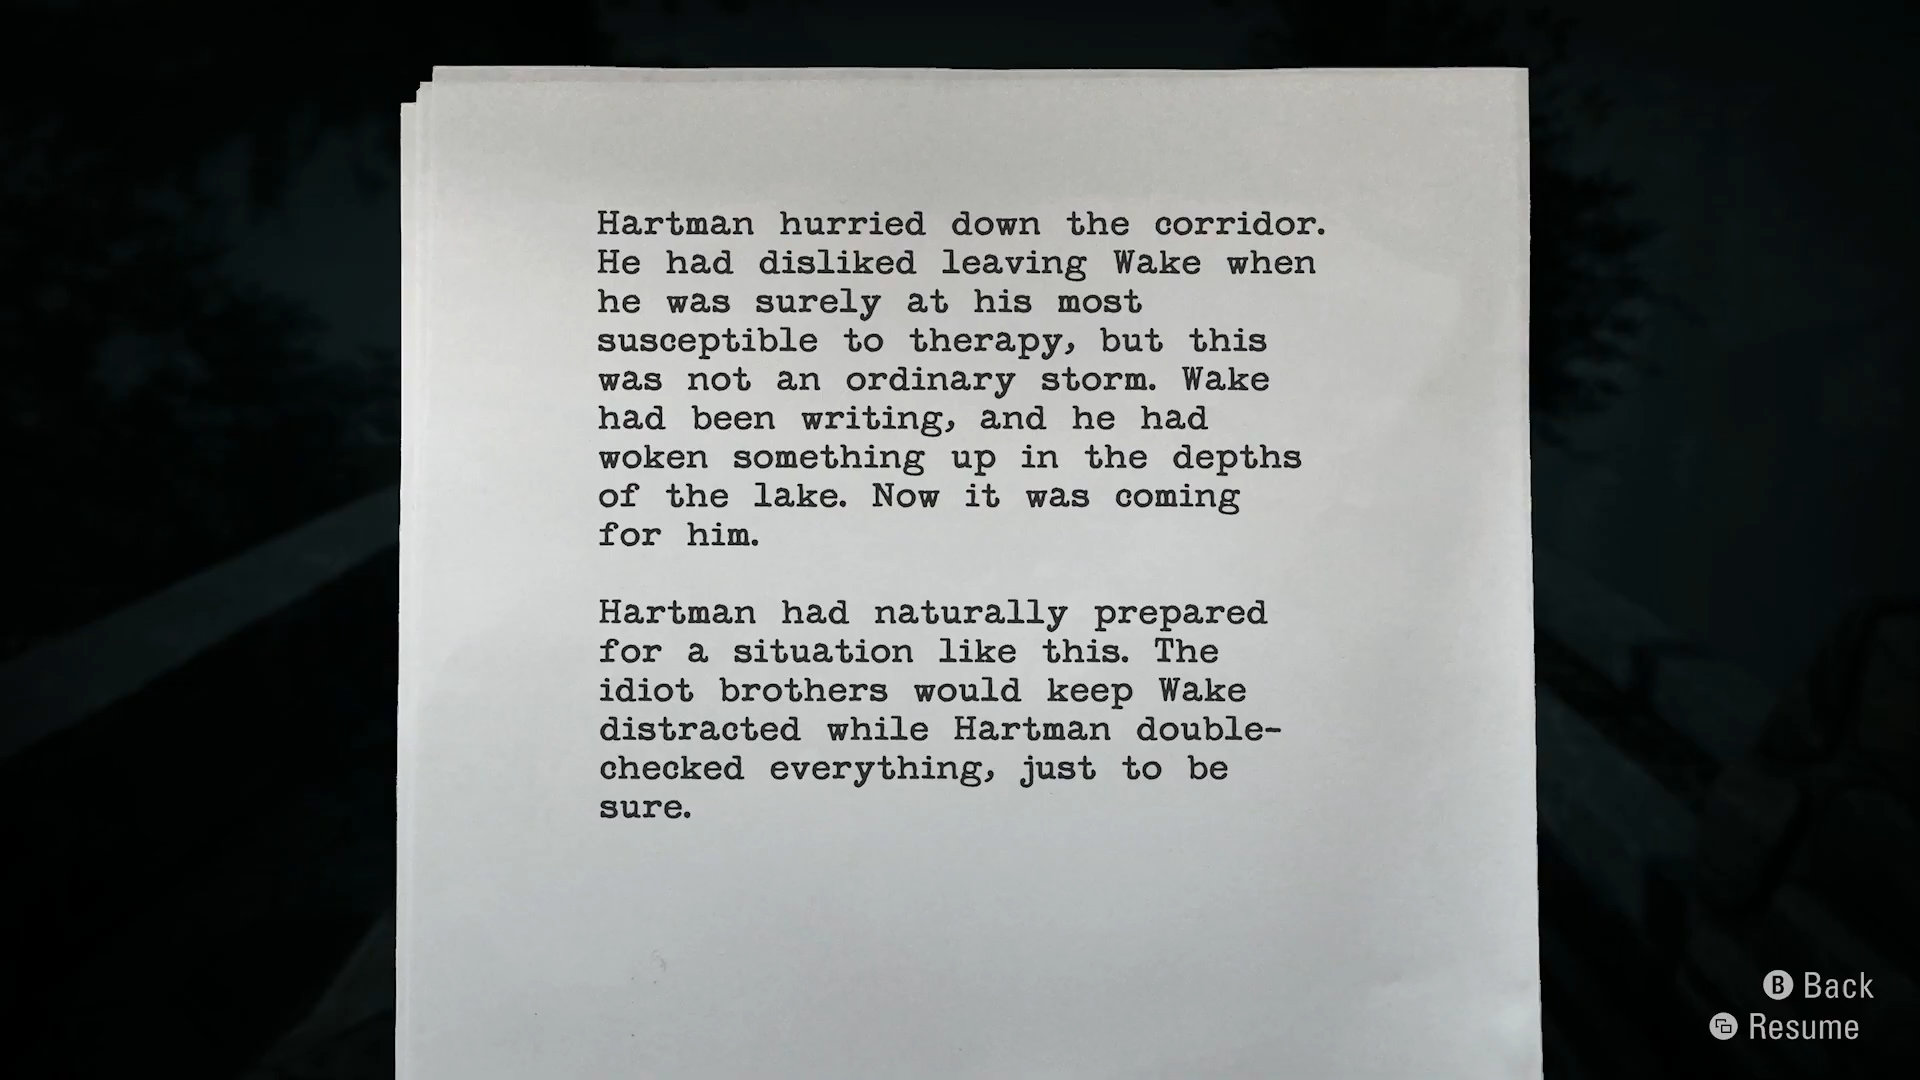 Hartman hurried down the corridor.
He had disliked leaving Wake when
he was surely at his most
susceptible to therapy, but this
was not an ordinary storm. Wake
had been writing, and he had
woken something up in the depths
of the lake. Now it was coming
for him.
Hartman had naturally prepared
for a situation like this. The
idiot brothers would keep Wake
distracted while Hartman double-
checked everything, just to be
sure.
B Back
Resume